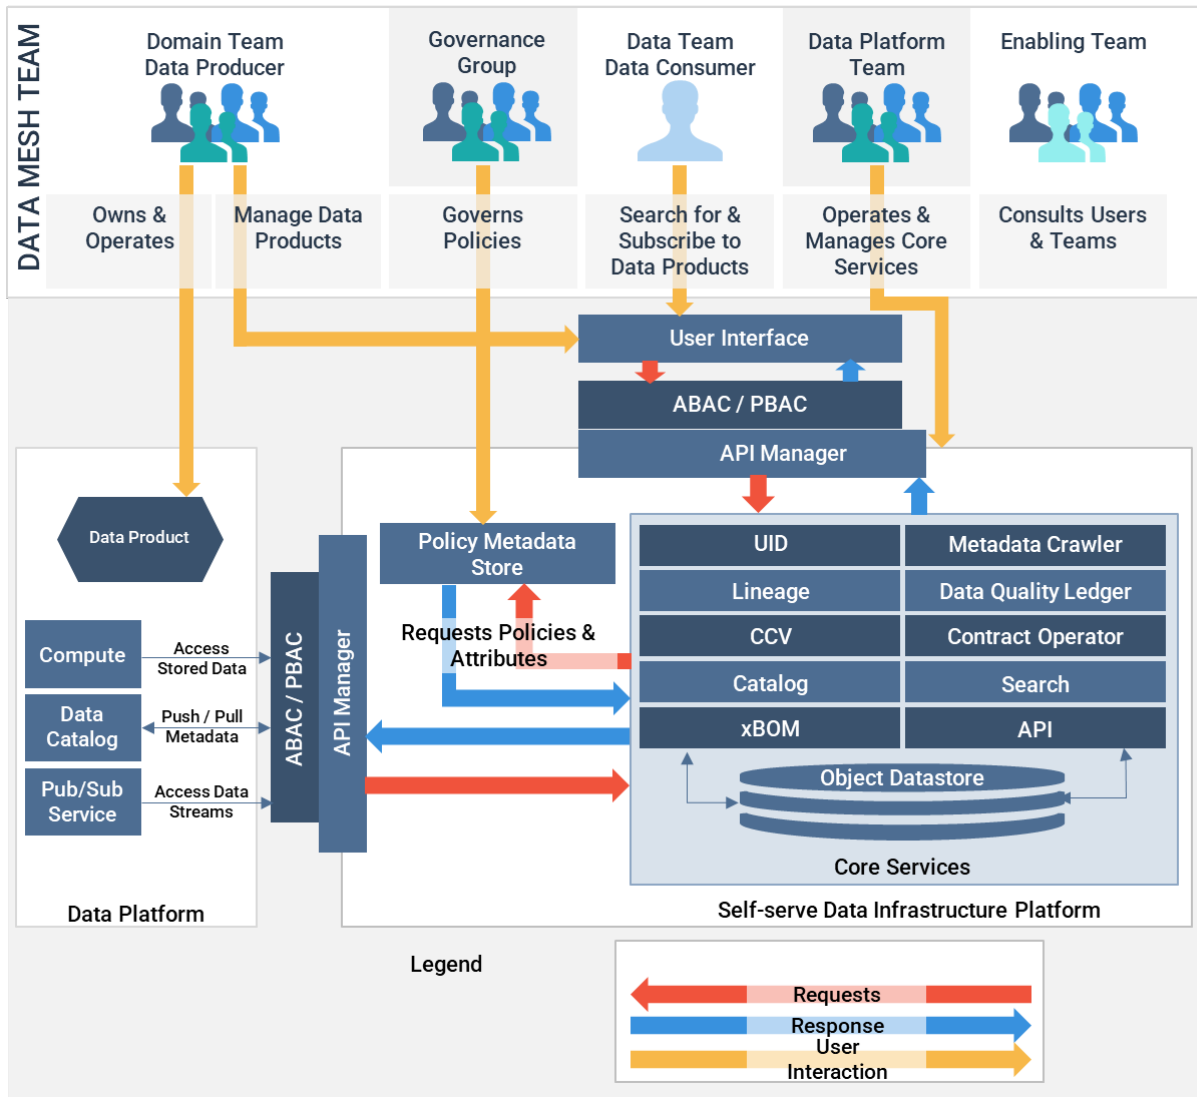 DATA MESH TEAM
Domain Team
Data Producer
Governance
Group
Data Team
Data Consumer
Data Platform
Team
Enabling Team
Owns &
Operates
Manage Data
Products
Governs
Policies
Search for &
Subscribe to
Data Products
Operates &
Manages Core
Services
Consults Users
& Teams
User Interface
ABAC / PBAC
API Manager
Data Product
Compute
Access
Stored Data
Data
Catalog
Push / Pull
Metadata
Pub/Sub
Service
Access Data
Streams
Data Platform
ABAC / PBAC
API Manager
Policy Metadata
Store
Requests Policies &
Attributes
UID
Metadata Crawler
Lineage
Data Quality Ledger
CCV
Contract Operator
Catalog
Search
xBOM
API
Object Datastore
Core Services
Self-serve Data Infrastructure Platform
Legend
Requests
Response
User
Interaction